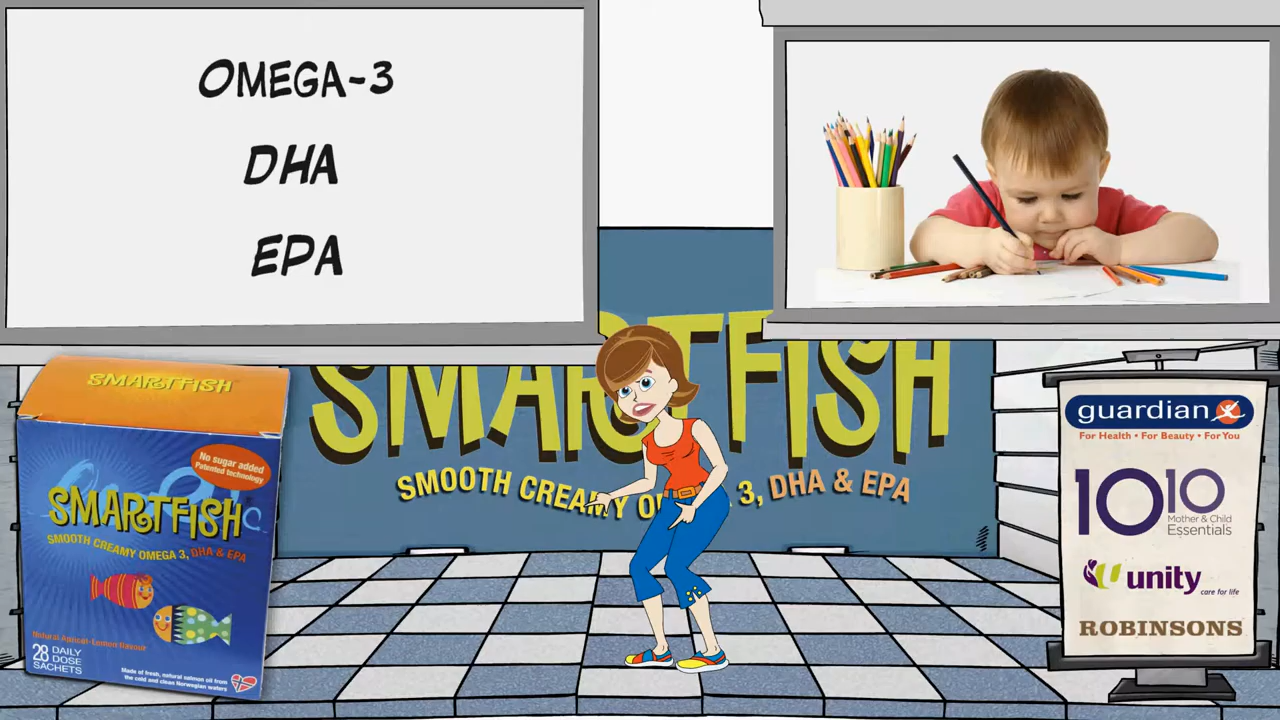 OMEGA-3
DHA
EPA
SMARTFISH
SMOOTH CREAMY O 3, DHA & EPA
SMARTFISH
No sugar added
Patented technology
SMARTFISH
SMOOTH CREAMY OMEGA 3, DHA & EPA
Natural Apricot-Lemon flavour
28 DAILY
DOSE
SACHETS
Made of fresh, natural salmon oil from
the cold and clean Norwegian waters
guardian
For Health • For Beauty • For You
1010
Mother & Child
Essentials
unity
care for life
ROBINSONS